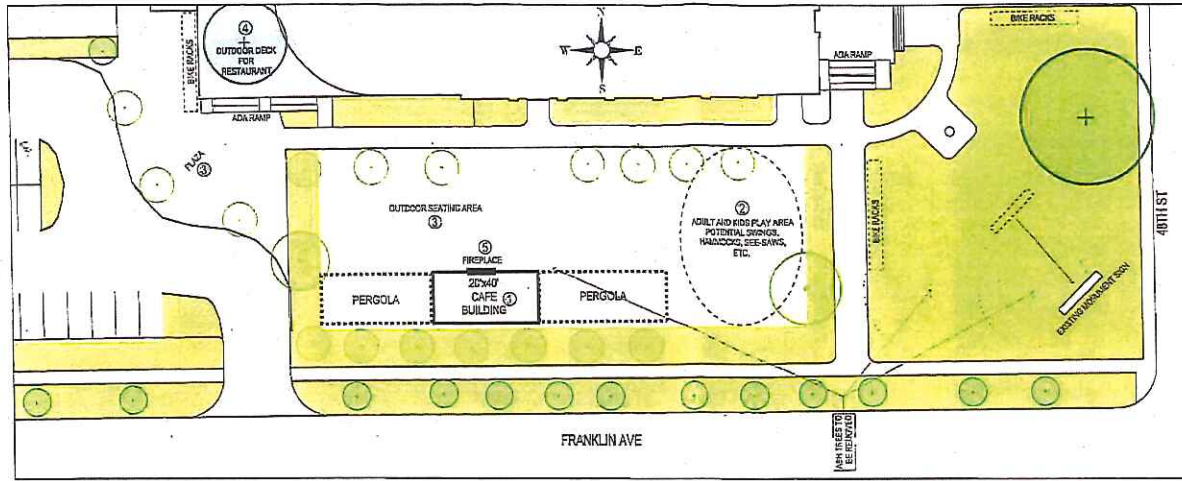 ④
OUTDOOR DECK
FOR
RESTAURANT
BIKE RACKS
ADA RAMP
N
W E
S
ADA RAMP
BIKE RACKS
PLAZA
③
OUTDOOR SEATING AREA
③
②
ADULT AND KIDS PLAY AREA
POTENTIAL SWINGS,
HAMMOCKS, SEE-SAWS,
ETC.
BIKE RACKS
48TH ST
⑤
FIREPLACE
PERGOLA
20'x40'
CAFE
BUILDING ①
PERGOLA
EXISTING MONUMENT SIGN
FRANKLIN AVE
ASH TREES TO
BE REMOVED